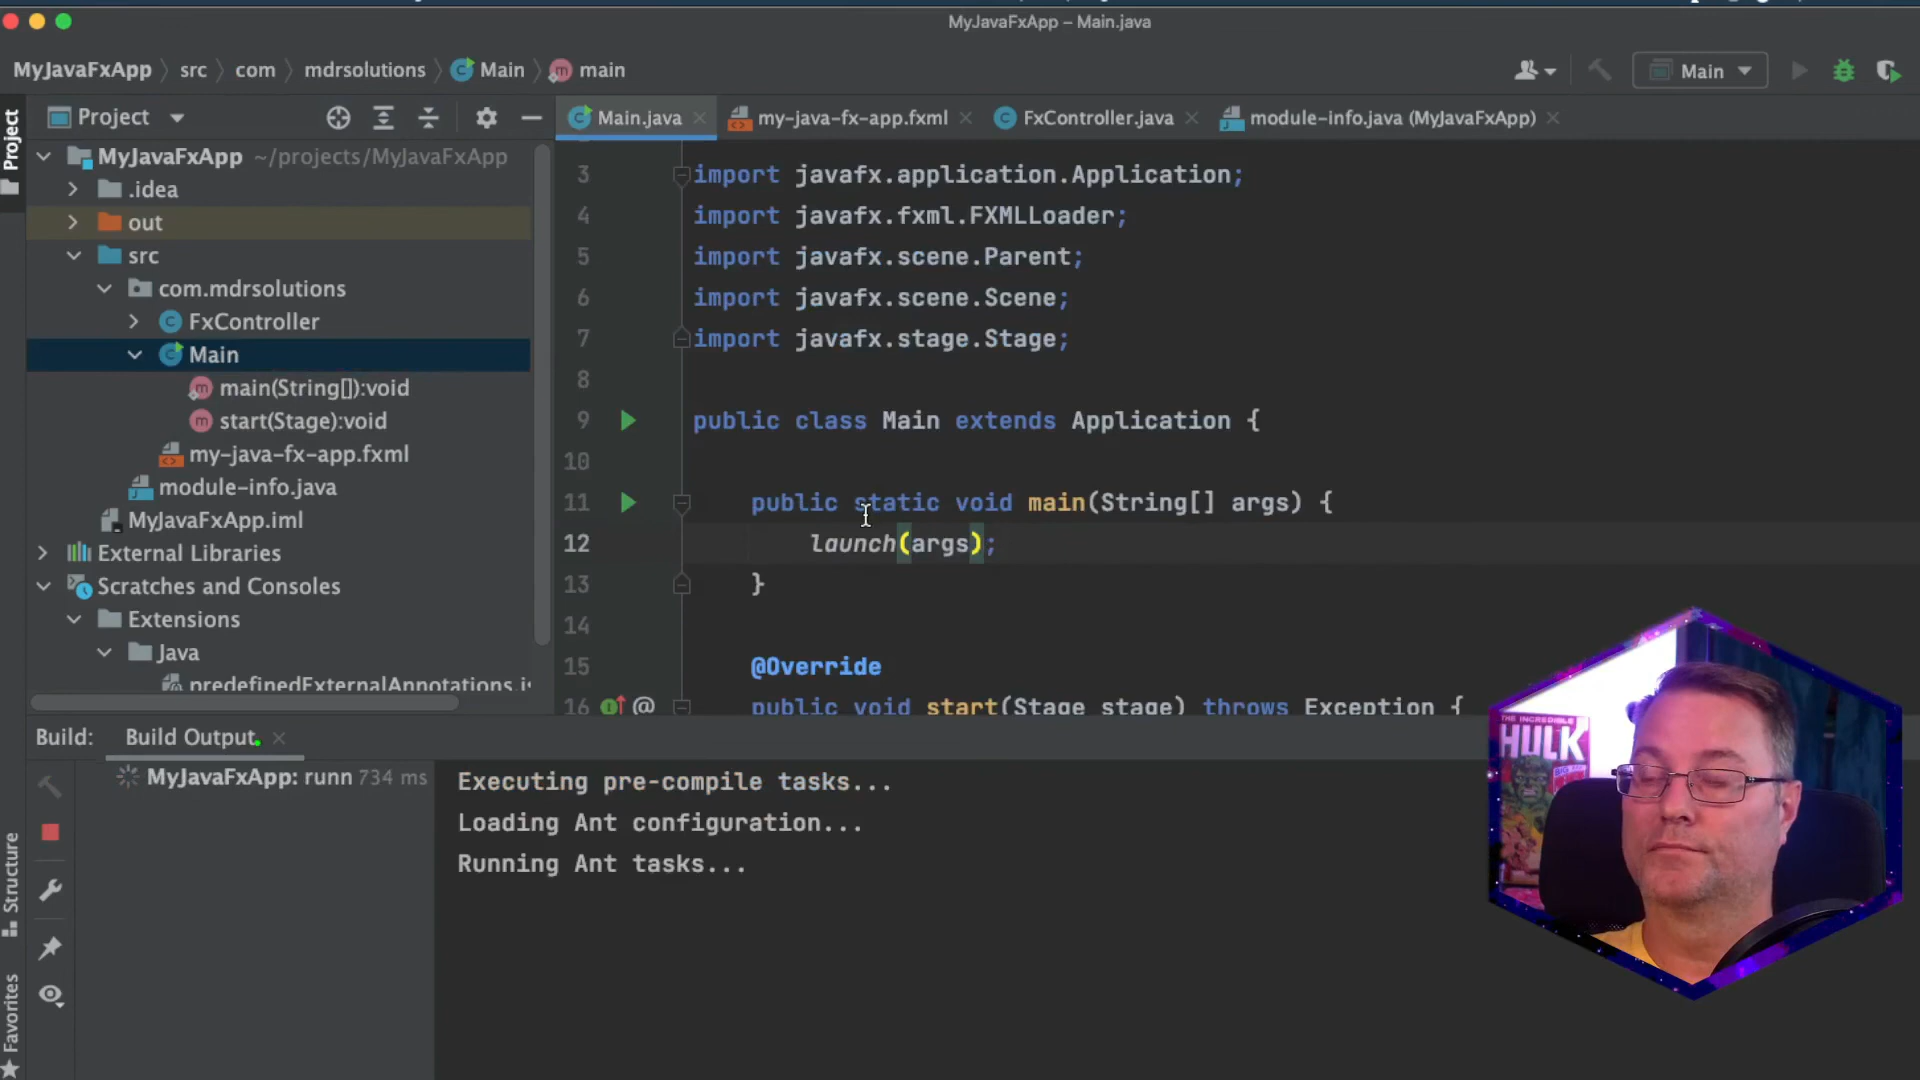 MyJavaFxApp – Main.java
MyJavaFxApp
src
com
mdrsolutions
Main
main
Main
Project
Project
Main.java
my-java-fx-app.fxml
FxController.java
module-info.java (MyJavaFxApp)
MyJavaFxApp ~/projects/MyJavaFxApp
.idea
out
src
com.mdrsolutions
FxController
Main
main(String[]):void
start(Stage):void
my-java-fx-app.fxml
module-info.java
MyJavaFxApp.iml
External Libraries
Scratches and Consoles
Extensions
Java
3 import javafx.application.Application;
4 import javafx.fxml.FXMLLoader;
5 import javafx.scene.Parent;
6 import javafx.scene.Scene;
7 import javafx.stage.Stage;
8
9 public class Main extends Application {
10
11 public static void main(String[] args) {
12 launch(args);
13 }
14
15 @Override
16 @ public void start(Stage stage) throws Exception {
Build:
Build Output
MyJavaFxApp: runn 734 ms
Executing pre-compile tasks...
Loading Ant configuration...
Running Ant tasks...
Structure
Favorites
THE INCREDIBLE
HULK